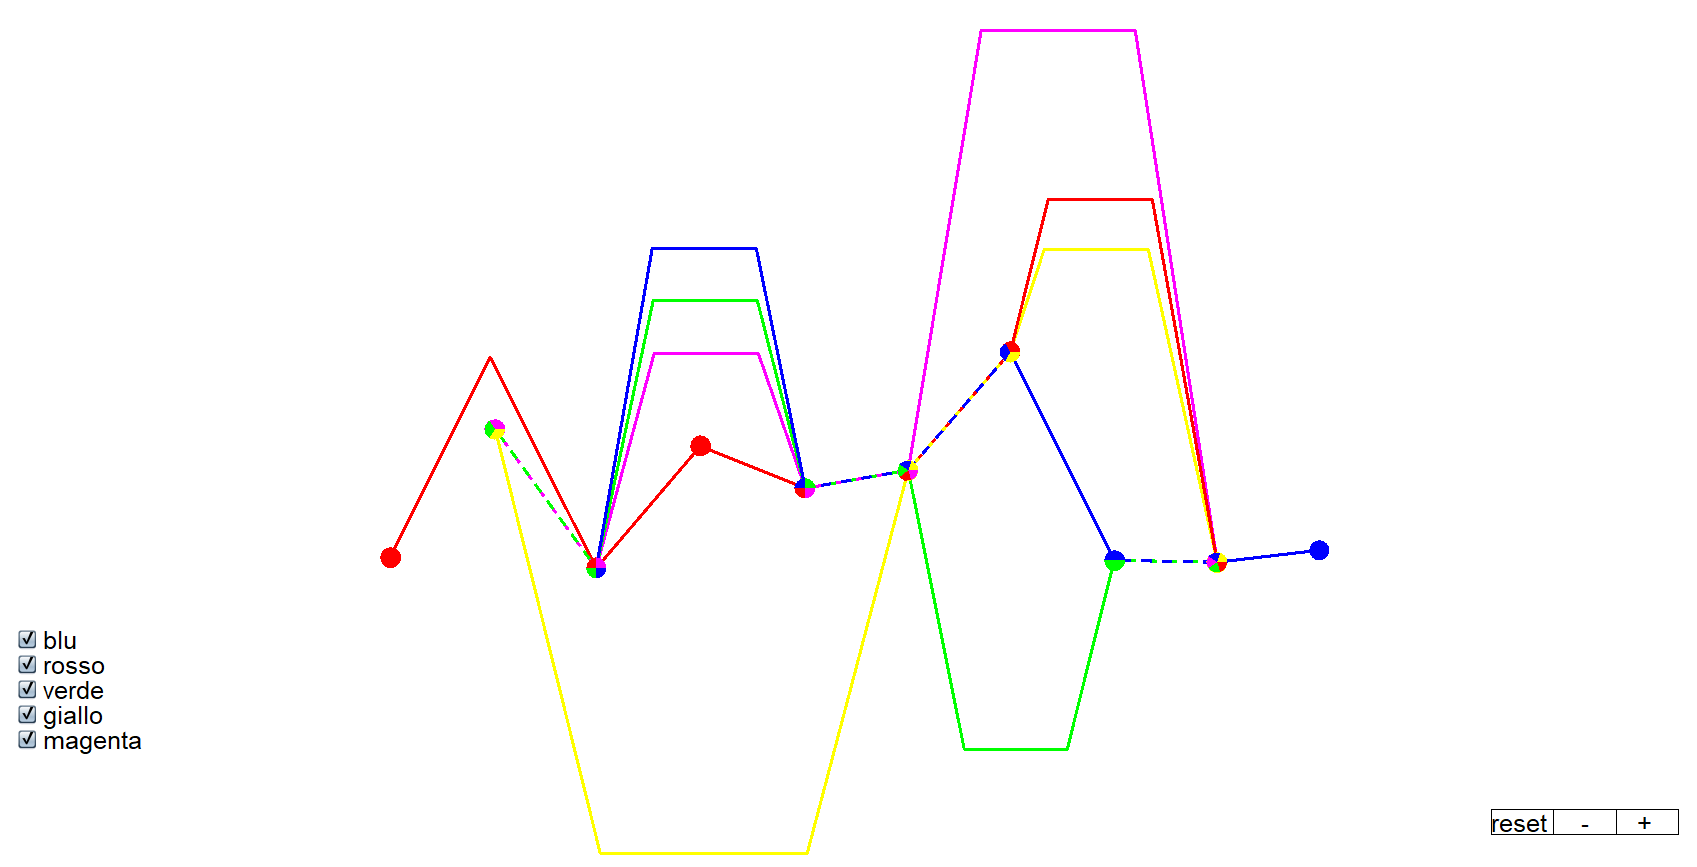 blu
rosso
verde
giallo
magenta
reset - +